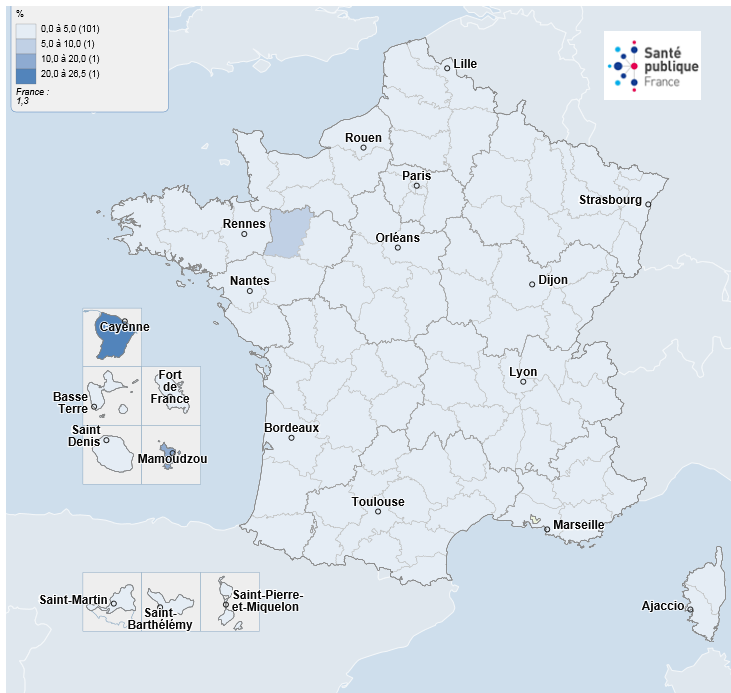 %
0,0 à 5,0 (101)
5,0 à 10,0 (1)
10,0 à 20,0 (1)
20,0 à 26,5 (1)
France :
1,3
Santé
publique
France
Lille
Rouen
Paris
Strasbourg
Rennes
Orléans
Nantes
Dijon
Cayenne
Lyon
Fort
de
France
Basse
Terre
Saint
Denis
Bordeaux
Mamoudzou
Toulouse
Marseille
Saint-Martin
Saint-
Barthélémy
Saint-Pierre-
et-Miquelon
Ajaccio